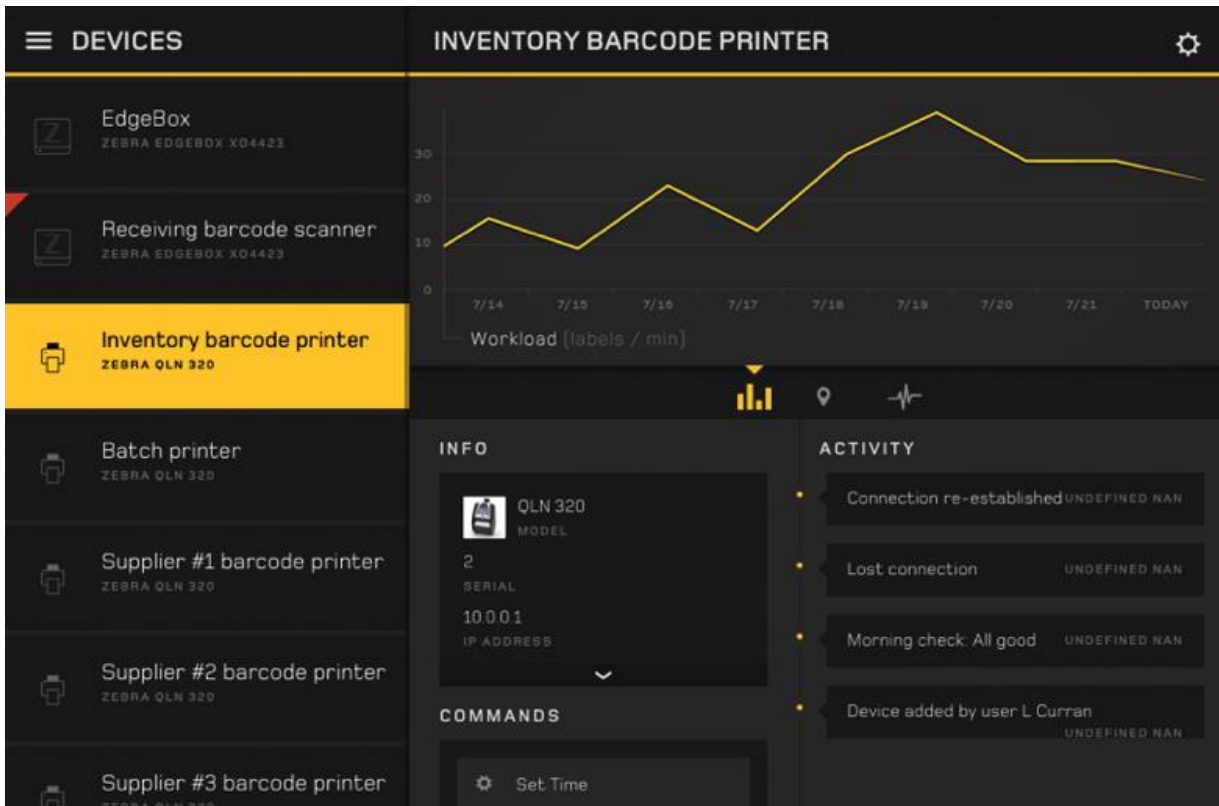 DEVICES
EdgeBox
ZEBRA EDGEBOX XO4423
Receiving barcode scanner
ZEBRA EDGEBOX XO4423
Inventory barcode printer
ZEBRA QLN 320
Batch printer
ZEBRA QLN 320
Supplier #1 barcode printer
ZEBRA QLN 320
Supplier #2 barcode printer
ZEBRA QLN 320
Supplier #3 barcode printer
ZEBRA QLN 320
INVENTORY BARCODE PRINTER
30
20
10
0
7/14 7/15 7/16 7/17 7/18 7/19 7/20 7/21 TODAY
Workload (labels / min)
INFO
QLN 320
MODEL
2
SERIAL
10.0.0.1
IP ADDRESS
COMMANDS
Set Time
ACTIVITY
Connection re-established UNDEFINED NAN
Lost connection UNDEFINED NAN
Morning check: All good UNDEFINED NAN
Device added by user L Curran
UNDEFINED NAN